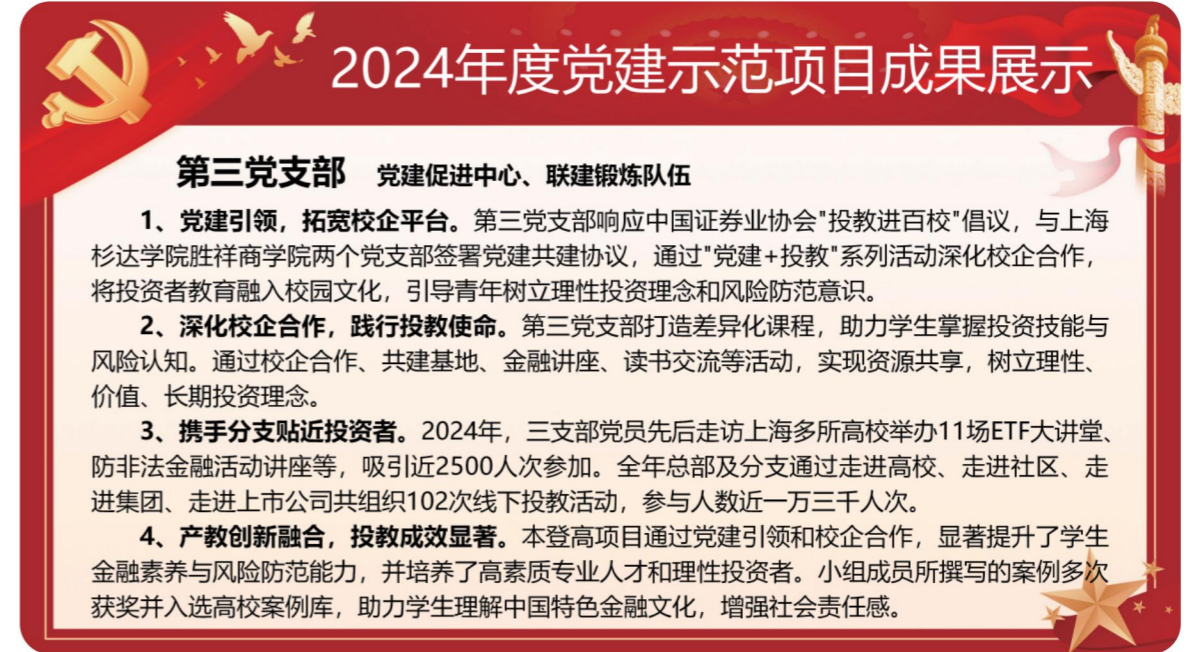 2024年度党建示范项目成果展示
第三党支部 党建促进中心、联建锻炼队伍
1、党建引领，拓宽校企平台。第三党支部响应中国证券业协会"投教进百校"倡议，与上海
杉达学院胜祥商学院两个党支部签署党建共建协议，通过"党建+投教"系列活动深化校企合作，
将投资者教育融入校园文化，引导青年树立理性投资理念和风险防范意识。
2、深化校企合作，践行投教使命。第三党支部打造差异化课程，助力学生掌握投资技能与
风险认知。通过校企合作、共建基地、金融讲座、读书交流等活动，实现资源共享，树立理性、
价值、长期投资理念。
3、携手分支贴近投资者。2024年，三支部党员先后走访上海多所高校举办11场ETF大讲堂、
防非法金融活动讲座等，吸引近2500人次参加。全年总部及分支通过走进高校、走进社区、走
进集团、走进上市公司共组织102次线下投教活动，参与人数近一万三千人次。
4、产教创新融合，投教成效显著。本登高项目通过党建引领和校企合作，显著提升了学生
金融素养与风险防范能力，并培养了高素质专业人才和理性投资者。小组成员所撰写的案例多次
获奖并入选高校案例库，助力学生理解中国特色金融文化，增强社会责任感。